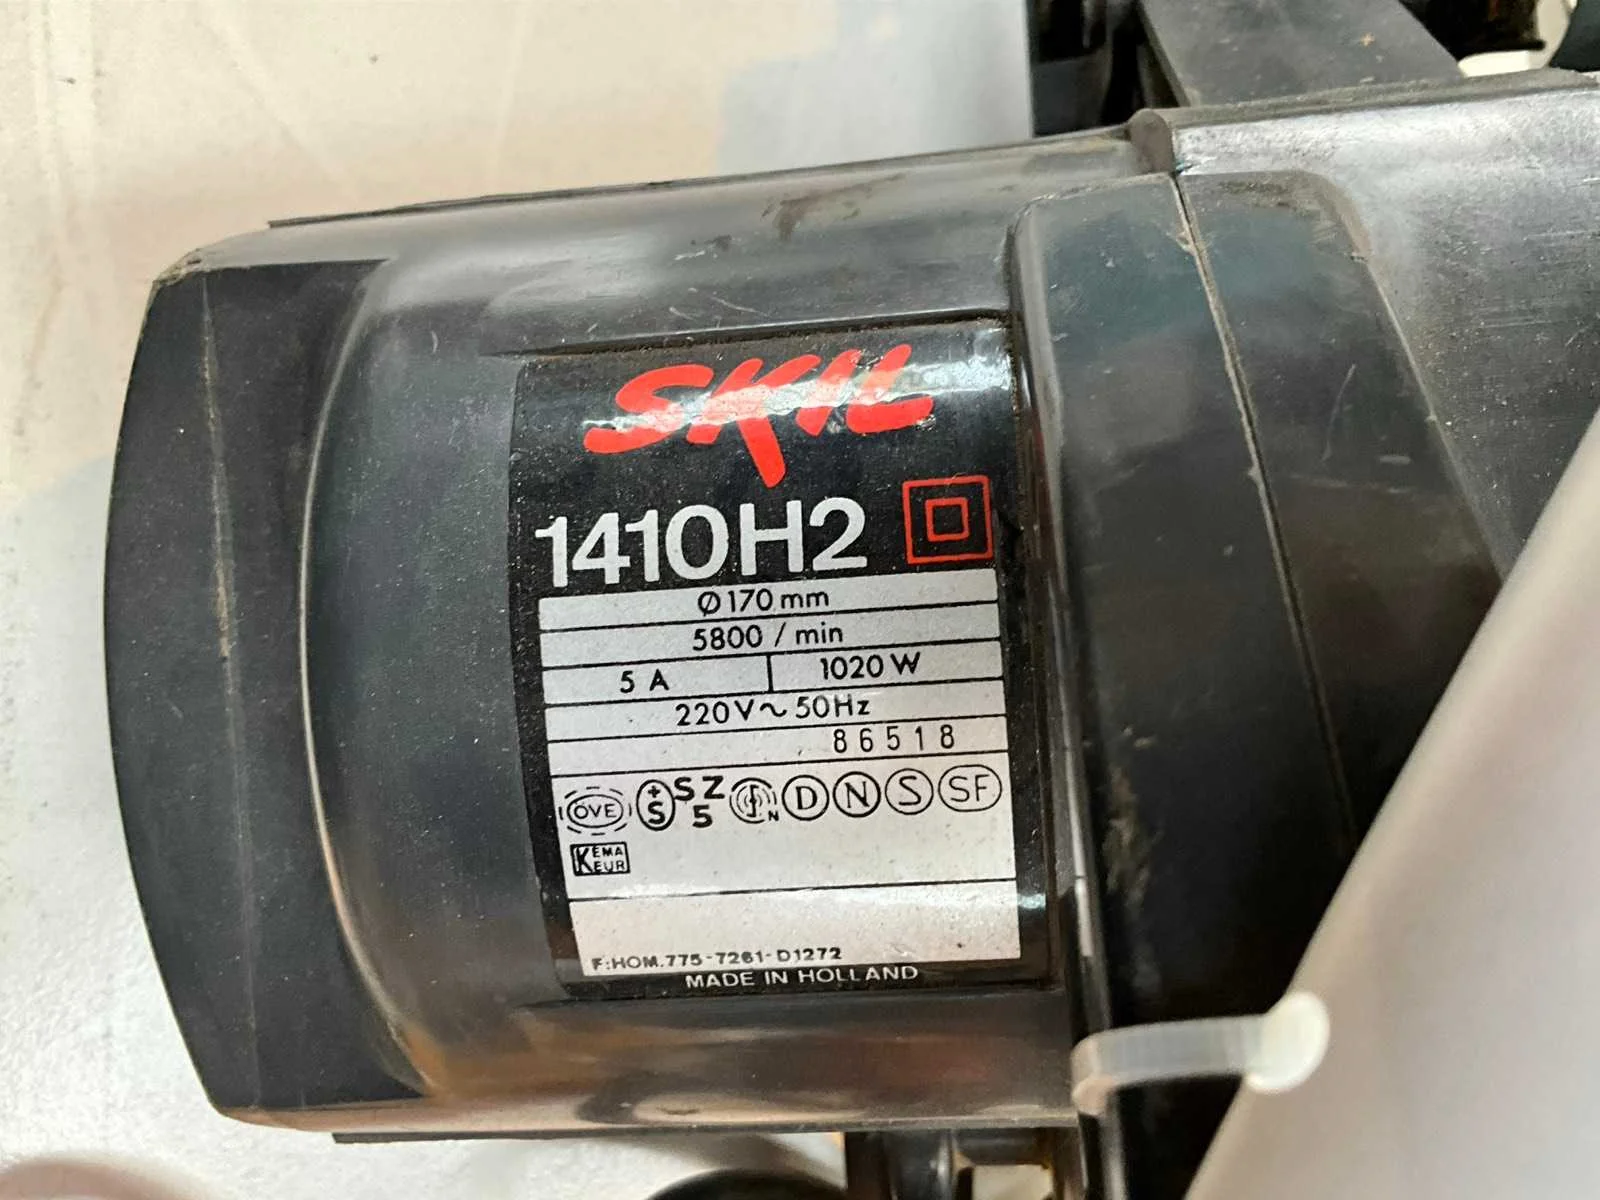 SKIL
1410H2
Ø170 mm
5800 / min
5 A 1020 W
220V~50Hz
86518
ÖVE +S SZ 5 N D N S SF
KEMA KEUR
F:HOM.775-7261-D1272
MADE IN HOLLAND